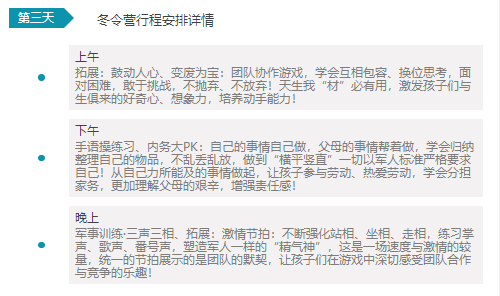 第三天 冬令营行程安排详情
上午
拓展：鼓动人心、变废为宝：团队协作游戏，学会互相包容、换位思考，面
对困难，敢于挑战，不抛弃、不放弃！天生我“材”必有用，激发孩子们与
生俱来的好奇心、想象力，培养动手能力！
下午
手语操练习、内务大PK：自己的事情自己做，父母的事情帮着做，学会归纳
整理自己的物品，不乱丢乱放，做到“横平竖直”一切以军人标准严格要求
自己！从自己力所能及的事情做起，让孩子参与劳动、热爱劳动，学会分担
家务，更加理解父母的艰辛，增强责任感！
晚上
军事训练·三声三相、拓展：激情节拍：不断强化站相、坐相、走相，练习掌
声、歌声、番号声，塑造军人一样的“精气神”，这是一场速度与激情的较
量，统一的节拍展示的是团队的默契，让孩子们在游戏中深切感受团队合作
与竞争的乐趣！